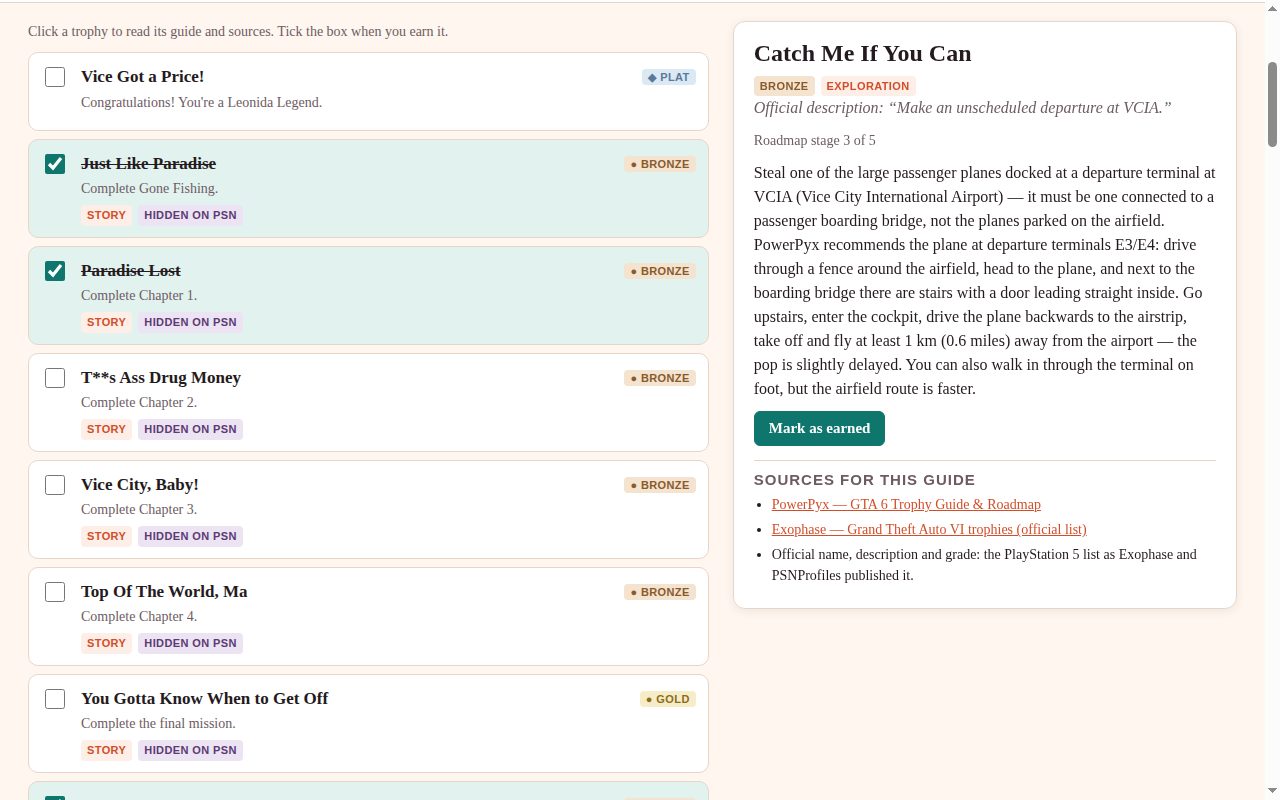 Click a trophy to read its guide and sources. Tick the box when you earn it.
Vice Got a Price!
◆ PLAT
Congratulations! You're a Leonida Legend.
Just Like Paradise
● BRONZE
Complete Gone Fishing.
STORY HIDDEN ON PSN
Paradise Lost
● BRONZE
Complete Chapter 1.
STORY HIDDEN ON PSN
T**s Ass Drug Money
● BRONZE
Complete Chapter 2.
STORY HIDDEN ON PSN
Vice City, Baby!
● BRONZE
Complete Chapter 3.
STORY HIDDEN ON PSN
Top Of The World, Ma
● BRONZE
Complete Chapter 4.
STORY HIDDEN ON PSN
You Gotta Know When to Get Off
● GOLD
Complete the final mission.
STORY HIDDEN ON PSN
Catch Me If You Can
BRONZE EXPLORATION
Official description: “Make an unscheduled departure at VCIA.”
Roadmap stage 3 of 5
Steal one of the large passenger planes docked at a departure terminal at
VCIA (Vice City International Airport) — it must be one connected to a
passenger boarding bridge, not the planes parked on the airfield.
PowerPyx recommends the plane at departure terminals E3/E4: drive
through a fence around the airfield, head to the plane, and next to the
boarding bridge there are stairs with a door leading straight inside. Go
upstairs, enter the cockpit, drive the plane backwards to the airstrip,
take off and fly at least 1 km (0.6 miles) away from the airport — the
pop is slightly delayed. You can also walk in through the terminal on
foot, but the airfield route is faster.
Mark as earned
SOURCES FOR THIS GUIDE
• PowerPyx — GTA 6 Trophy Guide & Roadmap
• Exophase — Grand Theft Auto VI trophies (official list)
• Official name, description and grade: the PlayStation 5 list as Exophase and
PSNProfiles published it.